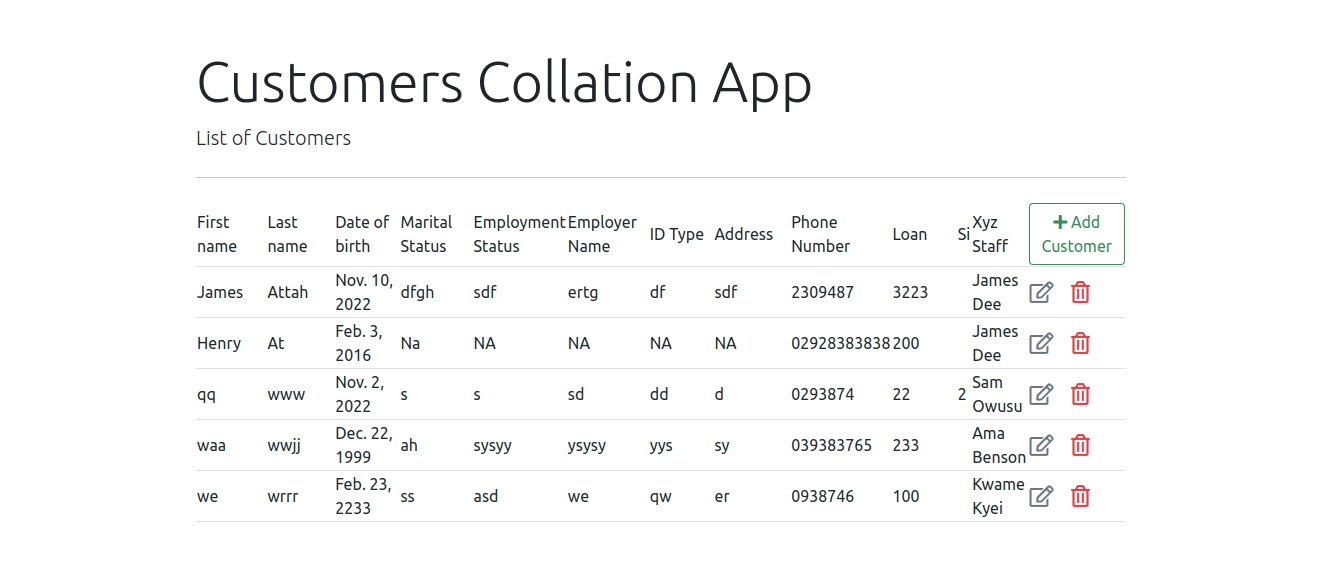 Customers Collation App
List of Customers
First name Last name Date of birth Marital Status Employment Status Employer Name ID Type Address Phone Number Loan Si Xyz Staff Add Customer
James Attah Nov. 10, 2022 dfgh sdf ertg df sdf 2309487 3223 James Dee
Henry At Feb. 3, 2016 Na NA NA NA NA 02928383838 200 James Dee
qq www Nov. 2, 2022 s s sd dd d 0293874 22 2 Sam Owusu
waa wwjj Dec. 22, 1999 ah sysyy ysysy yys sy 039383765 233 Ama Benson
we wrrr Feb. 23, 2233 ss asd we qw er 0938746 100 Kwame Kyei